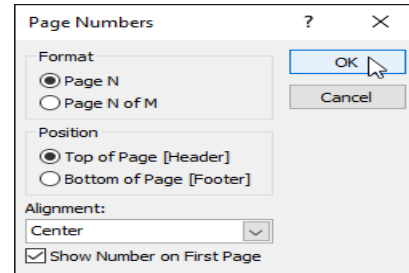 Page Numbers
?
Format
OK
Page N
Page N of M
Cancel
Position
Top of Page [Header]
Bottom of Page [Footer]
Alignment:
Center
Show Number on First Page